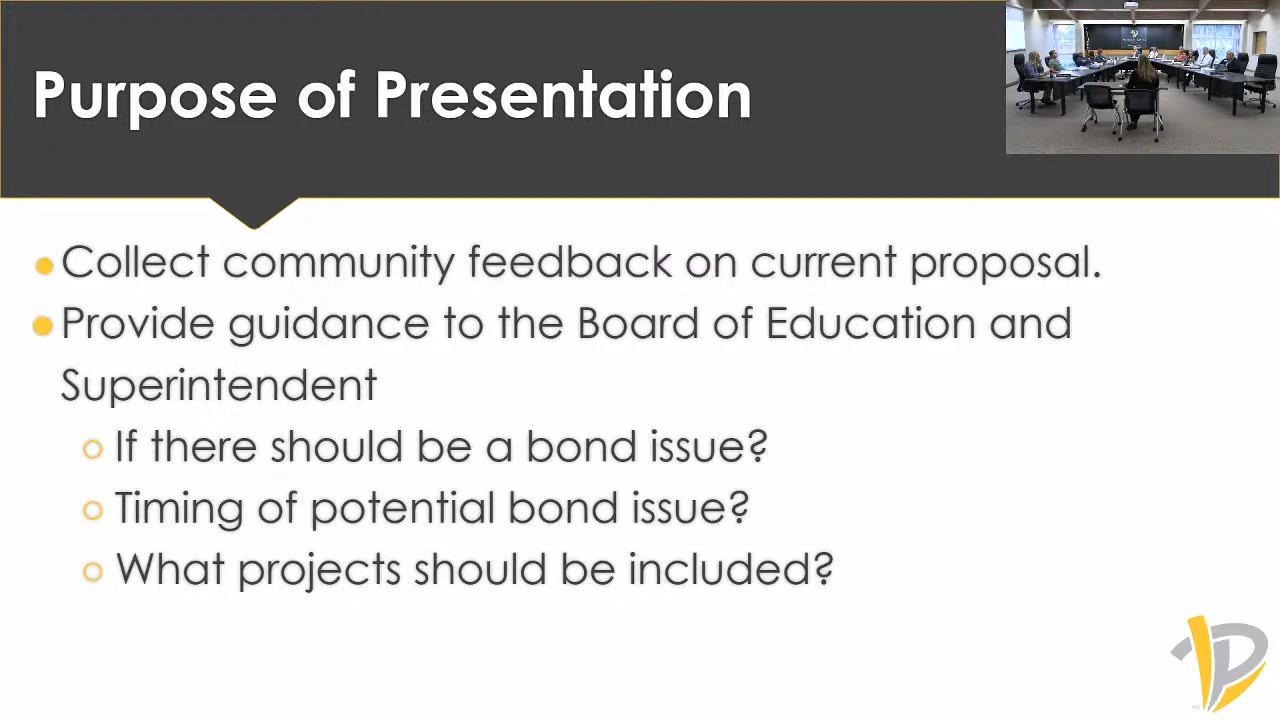 Purpose of Presentation
Collect community feedback on current proposal.
Provide guidance to the Board of Education and
Superintendent
If there should be a bond issue?
Timing of potential bond issue?
What projects should be included?